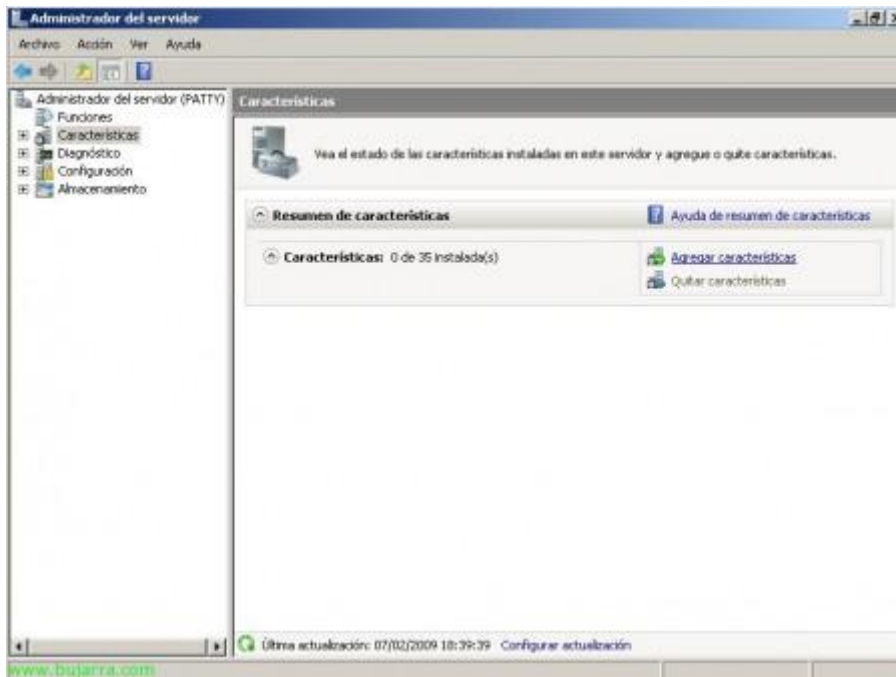 Administrador del servidor
Archivo Acción Ver Ayuda
Administrador del servidor (PATTY)
Funciones
Características
Diagnóstico
Configuración
Almacenamiento
Características
Vea el estado de las características instaladas en este servidor y agregue o quite características.
Resumen de características
Ayuda de resumen de características
Características: 0 de 35 instalada(s)
Agregar características
Quitar características
Última actualización: 07/02/2009 18:39:39 Configurar actualización
www.bujarra.com